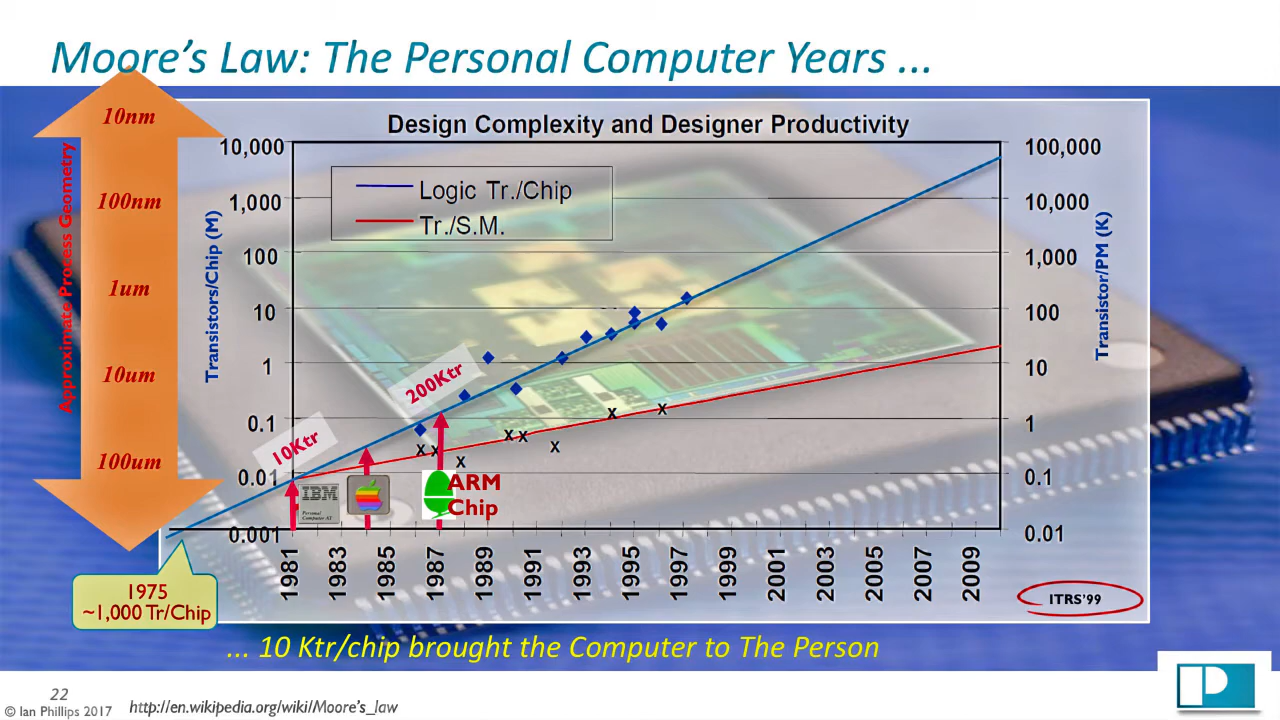 Moore’s Law: The Personal Computer Years ...
10nm
100nm
1um
10um
100um
Approximate Process Geometry
Design Complexity and Designer Productivity
Logic Tr./Chip
Tr./S.M.
Transistors/Chip (M)
10,000
1,000
100
10
1
0.1
0.01
0.001
Transistor/PM (K)
100,000
10,000
1,000
100
10
1
0.1
0.01
10Ktr
200Ktr
IBM
Personal
Computer AT
ARM
Chip
1981
1983
1985
1987
1989
1991
1993
1995
1997
1999
2001
2003
2005
2007
2009
1975
~1,000 Tr/Chip
ITRS’99
... 10 Ktr/chip brought the Computer to The Person
22
© Ian Phillips 2017
http://en.wikipedia.org/wiki/Moore’s_law